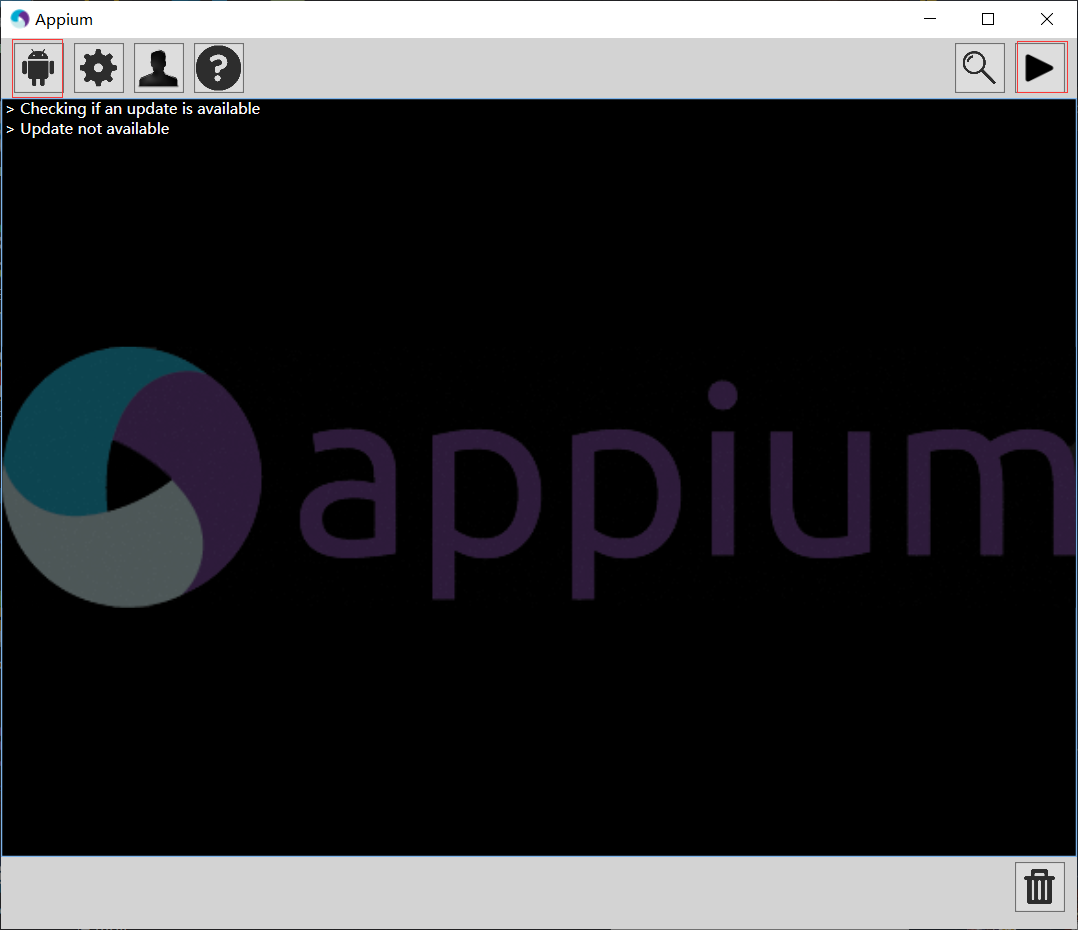 Appium
> Checking if an update is available
> Update not available
appium